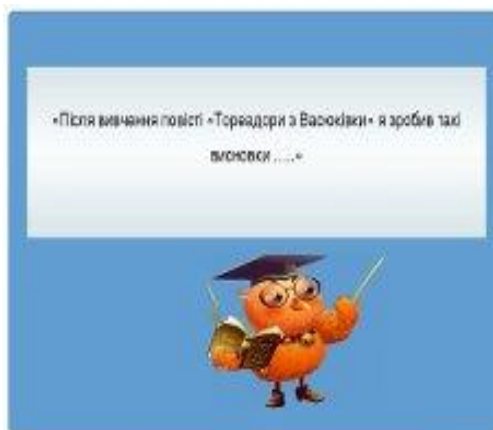 «Після вивчення повісті «Тореадори з Васюківки» я зробив такі
висновки .....»